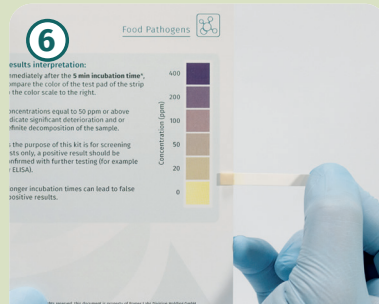 6
Food Pathogens
esults interpretation:
mmediately after the 5 min incubation time*,
ompare the color of the test pad of the strip
the color scale to the right.
oncentrations equal to 50 ppm or above
dicate significant deterioration and or
efinite decomposition of the sample.
the purpose of this kit is for screening
sts only, a positive result should be
onfirmed with further testing (for example
ELISA).
onger incubation times can lead to false
ositive results.
Concentration (ppm)
400
200
100
50
20
0